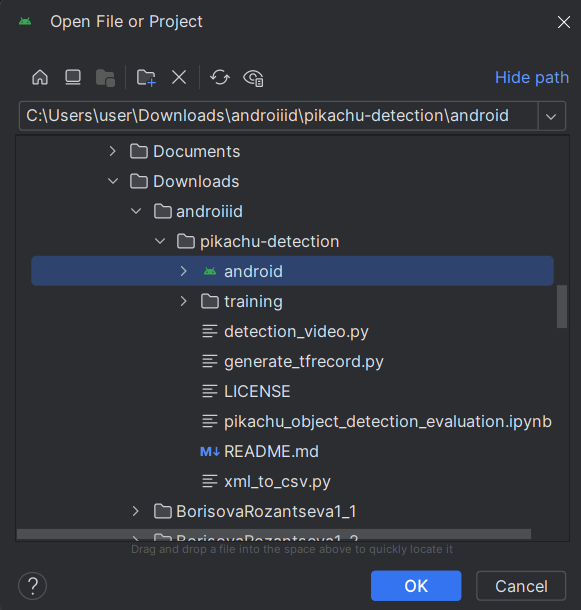 Open File or Project
Hide path
C:\Users\user\Downloads\androiiid\pikachu-detection\android
Documents
Downloads
androiiid
pikachu-detection
android
training
detection_video.py
generate_tfrecord.py
LICENSE
pikachu_object_detection_evaluation.ipynb
M↓ README.md
xml_to_csv.py
BorisovaRozantseva1_1
BorisovaRozantseva1_2
Drag and drop a file into the space above to quickly locate it
? OK Cancel